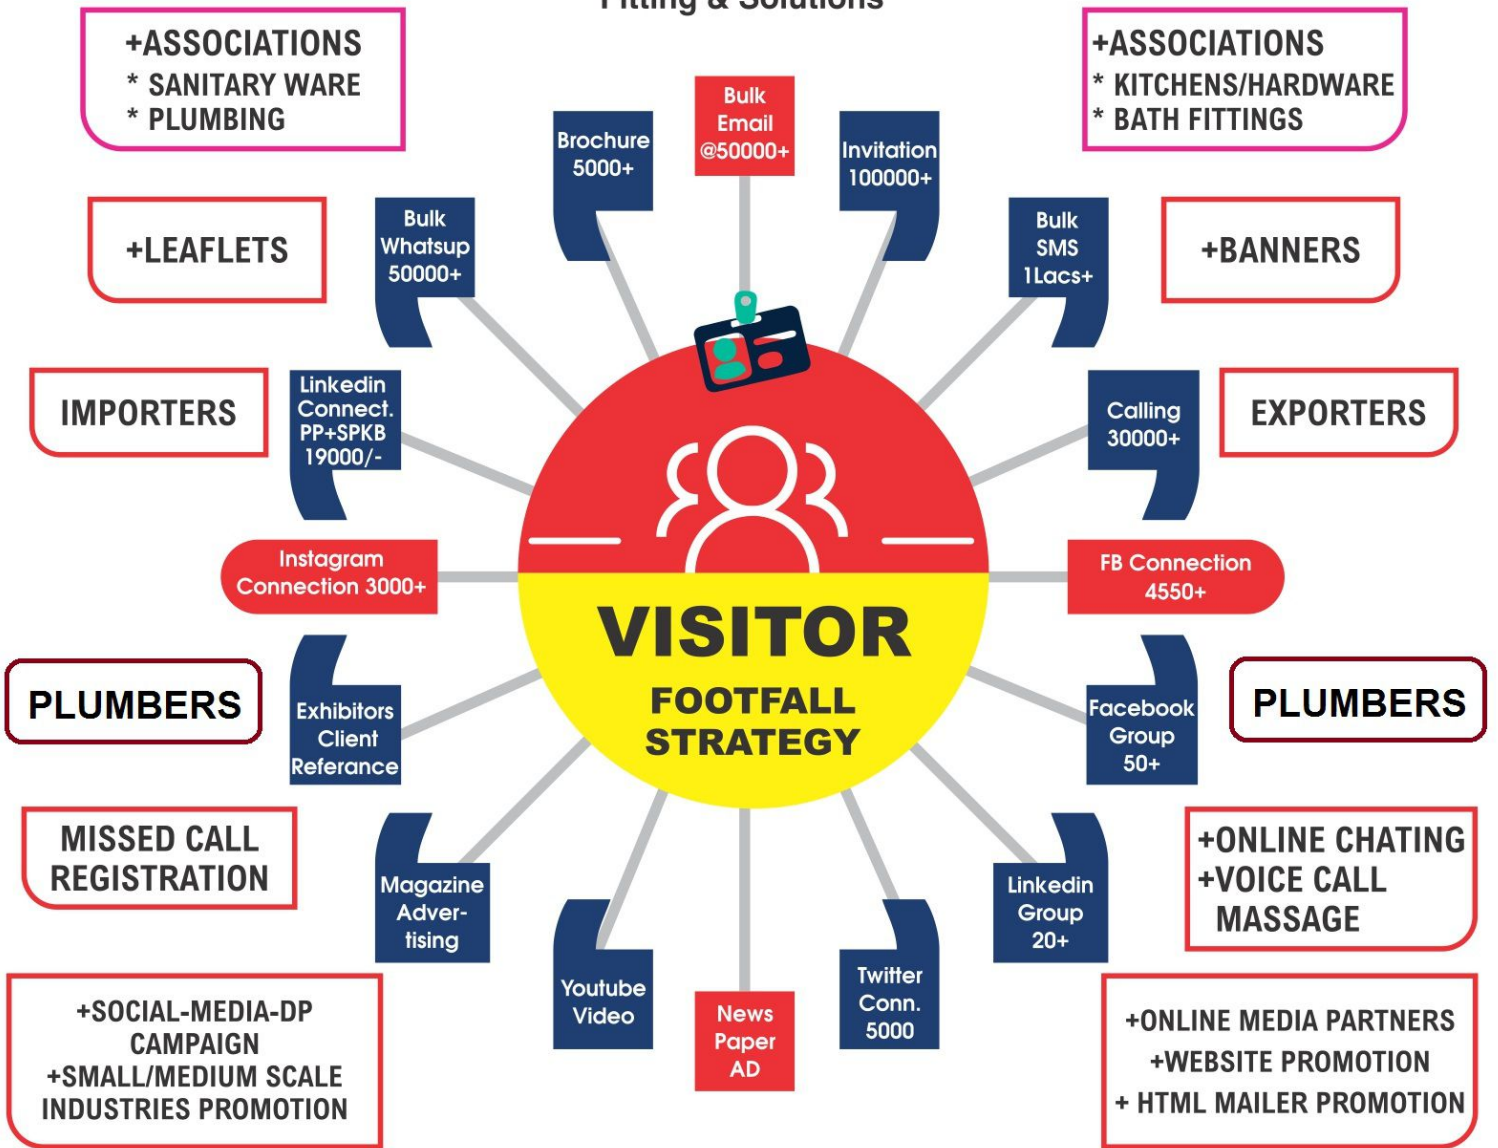 Fitting & Solutions
+ASSOCIATIONS
* SANITARY WARE
* PLUMBING
+ASSOCIATIONS
* KITCHENS/HARDWARE
* BATH FITTINGS
Bulk
Email
@50000+
Brochure
5000+
Invitation
100000+
+LEAFLETS
Bulk
Whatsup
50000+
Bulk
SMS
1Lacs+
+BANNERS
IMPORTERS
Linkedin
Connect.
PP+SPKB
19000/-
Calling
30000+
EXPORTERS
Instagram
Connection 3000+
FB Connection
4550+
VISITOR
FOOTFALL
STRATEGY
PLUMBERS
Exhibitors
Client
Referance
Facebook
Group
50+
PLUMBERS
MISSED CALL
REGISTRATION
Magazine
Adver-
tising
Linkedin
Group
20+
+ONLINE CHATING
+VOICE CALL
MASSAGE
Youtube
Video
News
Paper
AD
Twitter
Conn.
5000
+SOCIAL-MEDIA-DP
CAMPAIGN
+SMALL/MEDIUM SCALE
INDUSTRIES PROMOTION
+ONLINE MEDIA PARTNERS
+WEBSITE PROMOTION
+ HTML MAILER PROMOTION